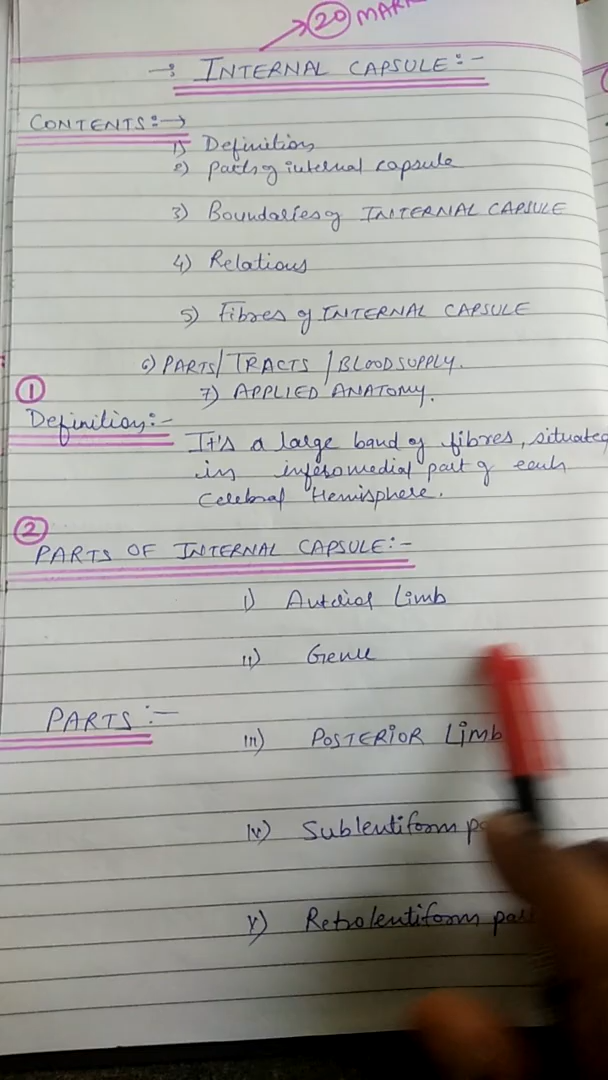 → 20 MARK
→: INTERNAL CAPSULE:-
CONTENTS:→
1) Definition
2) Parts of internal capsule
3) Boundaries of INTERNAL CAPSULE
4) Relations
5) Fibres of INTERNAL CAPSULE
6) PARTS/TRACTS/BLOOD SUPPLY.
7) APPLIED ANATOMY.
①
Definition:-
It's a large band of fibres, situated
in inferomedial part of each
Cerebral Hemisphere.
②
PARTS OF INTERNAL CAPSULE:-
i) Anterior Limb
ii) Genu
PARTS:-
iii) POSTERIOR Limb
iv) Sublentiform pa
v) Retrolentiform par